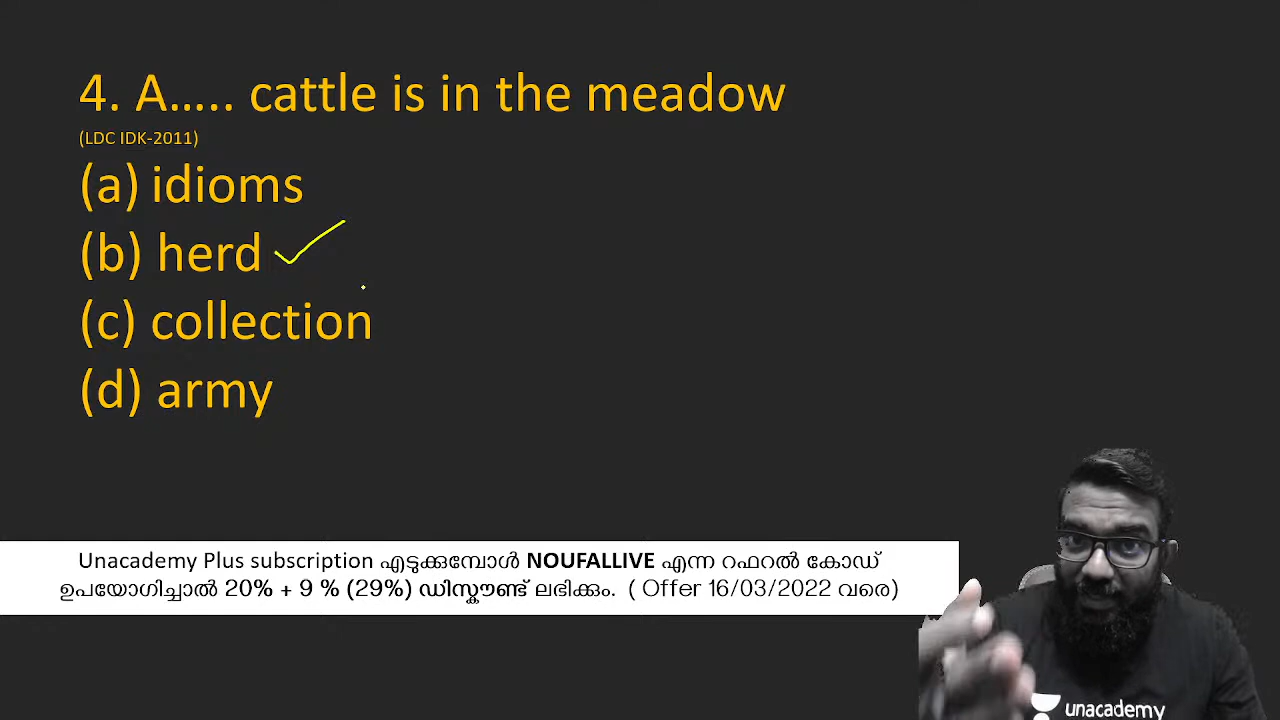 4. A..... cattle is in the meadow
(LDC IDK-2011)
(a) idioms
(b) herd
(c) collection
(d) army
Unacademy Plus subscription എടുക്കുമ്പോൾ NOUFALLIVE എന്ന റഫറൽ കോഡ്
ഉപയോഗിച്ചാൽ 20% + 9 % (29%) ഡിസ്കൗണ്ട് ലഭിക്കും. ( Offer 16/03/2022 വരെ)
unacademy